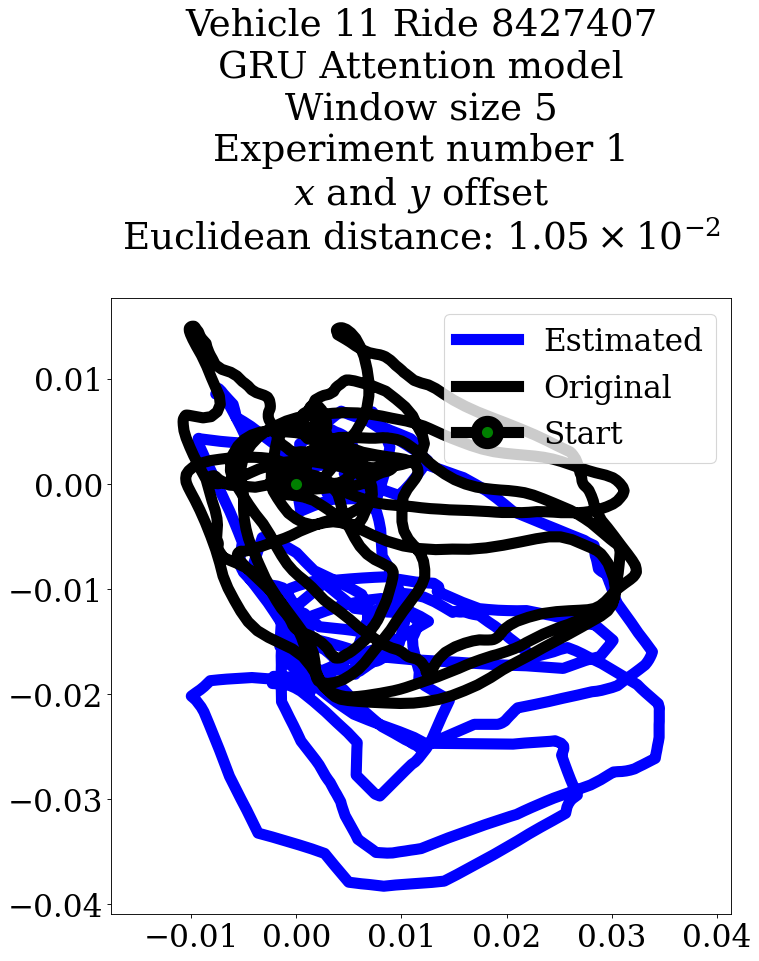 Vehicle 11 Ride 8427407
GRU Attention model
Window size 5
Experiment number 1
x and y offset
Euclidean distance: 1.05 × 10⁻²
Estimated
Original
Start
0.01
0.00
−0.01
−0.02
−0.03
−0.04
−0.01 0.00 0.01 0.02 0.03 0.04